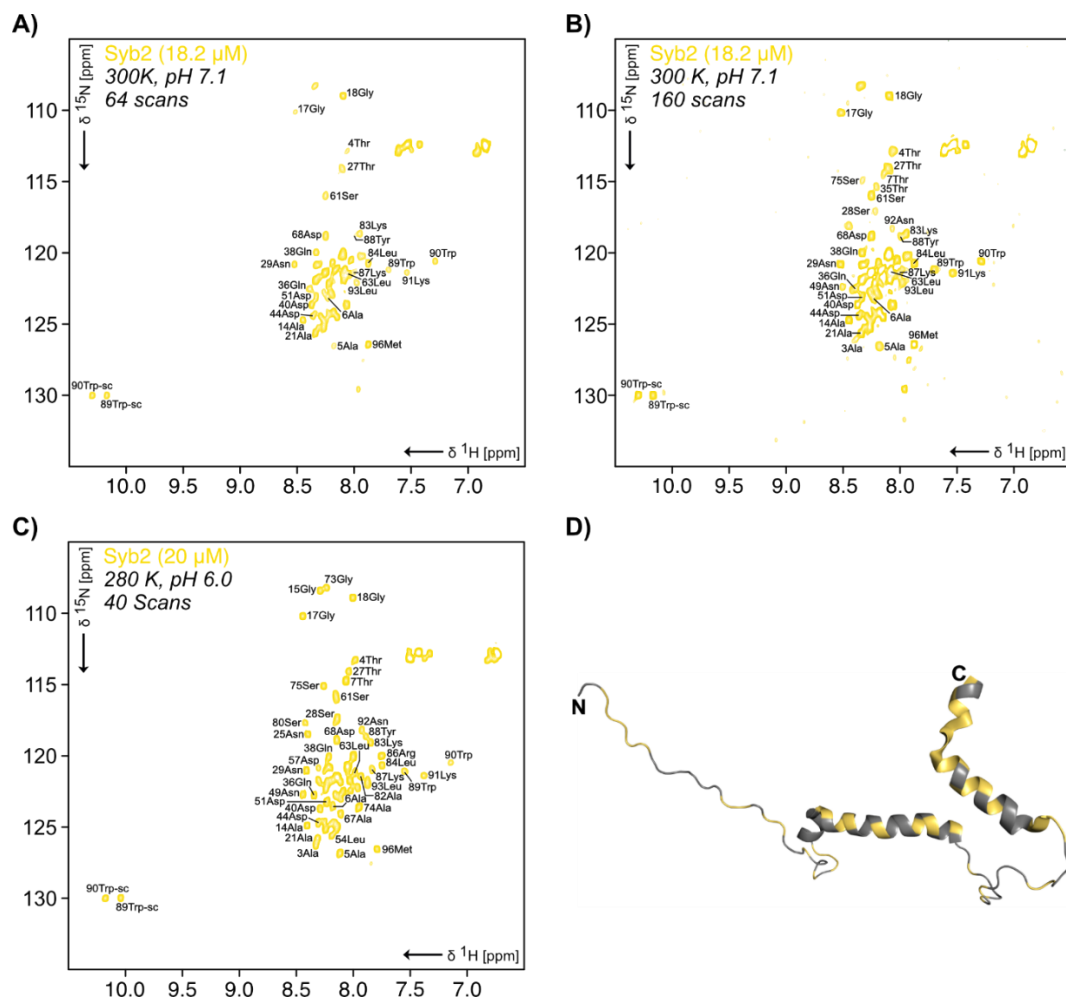 A)
Syb2 (18.2 µM)
300K, pH 7.1
64 scans
δ 15N [ppm]
110
115
120
125
130
18Gly
17Gly
4Thr
27Thr
61Ser
83Lys
68Asp
88Tyr
38Gln
84Leu
90Trp
29Asn
89Trp
87Lys
91Lys
36Gln
63Leu
51Asp
93Leu
40Asp
44Asp
6Ala
14Ala
21Ala
5Ala
96Met
90Trp-sc
89Trp-sc
δ 1H [ppm]
10.0 9.5 9.0 8.5 8.0 7.5 7.0
B)
Syb2 (18.2 µM)
300 K, pH 7.1
160 scans
δ 15N [ppm]
110
115
120
125
130
18Gly
17Gly
4Thr
27Thr
75Ser
7Thr
35Thr
61Ser
28Ser
92Asn
83Lys
68Asp
88Tyr
38Gln
84Leu
90Trp
29Asn
89Trp
87Lys
91Lys
36Gln
63Leu
49Asn
93Leu
51Asp
40Asp
44Asp
6Ala
14Ala
21Ala
3Ala
5Ala
96Met
90Trp-sc
89Trp-sc
δ 1H [ppm]
10.0 9.5 9.0 8.5 8.0 7.5 7.0
C)
Syb2 (20 µM)
280 K, pH 6.0
40 Scans
δ 15N [ppm]
110
115
120
125
130
73Gly
15Gly
18Gly
17Gly
4Thr
27Thr
75Ser
7Thr
61Ser
28Ser
92Asn
80Ser
68Asp
88Tyr
25Asn
63Leu
83Lys
38Gln
86Arg
90Trp
57Asp
84Leu
29Asn
87Lys
91Lys
36Gln
89Trp
93Leu
49Asn
82Ala
51Asp
6Ala
40Asp
74Ala
44Asp
67Ala
14Ala
54Leu
21Ala
3Ala
5Ala
96Met
90Trp-sc
89Trp-sc
δ 1H [ppm]
10.0 9.5 9.0 8.5 8.0 7.5 7.0
D)
N
C